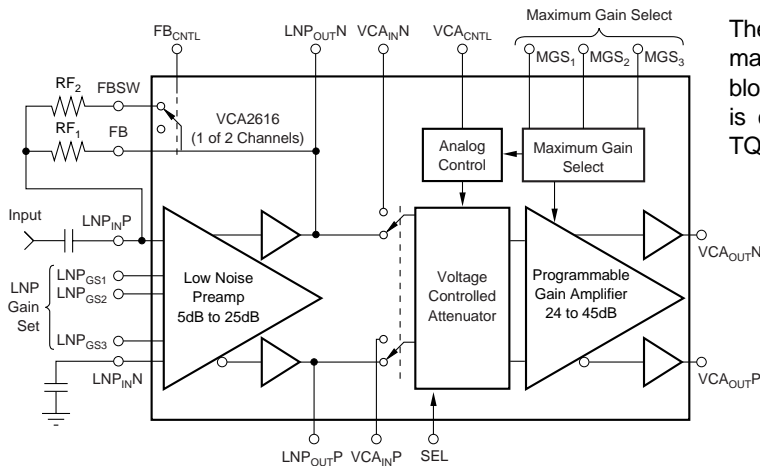 Maximum Gain Select
FB_CNTL LNP_OUTN VCA_INN VCA_CNTL MGS_1 MGS_2 MGS_3
RF_2 FBSW
RF_1 FB
VCA2616
(1 of 2 Channels)
Analog
Control
Maximum Gain
Select
Input LNP_INP
LNP
Gain
Set
LNP_GS1
LNP_GS2
LNP_GS3
LNP_INN
Low Noise
Preamp
5dB to 25dB
Voltage
Controlled
Attenuator
Programmable
Gain Amplifier
24 to 45dB
VCA_OUTN
VCA_OUTP
LNP_OUTP VCA_INP SEL
The
ma
blo
is
TQ